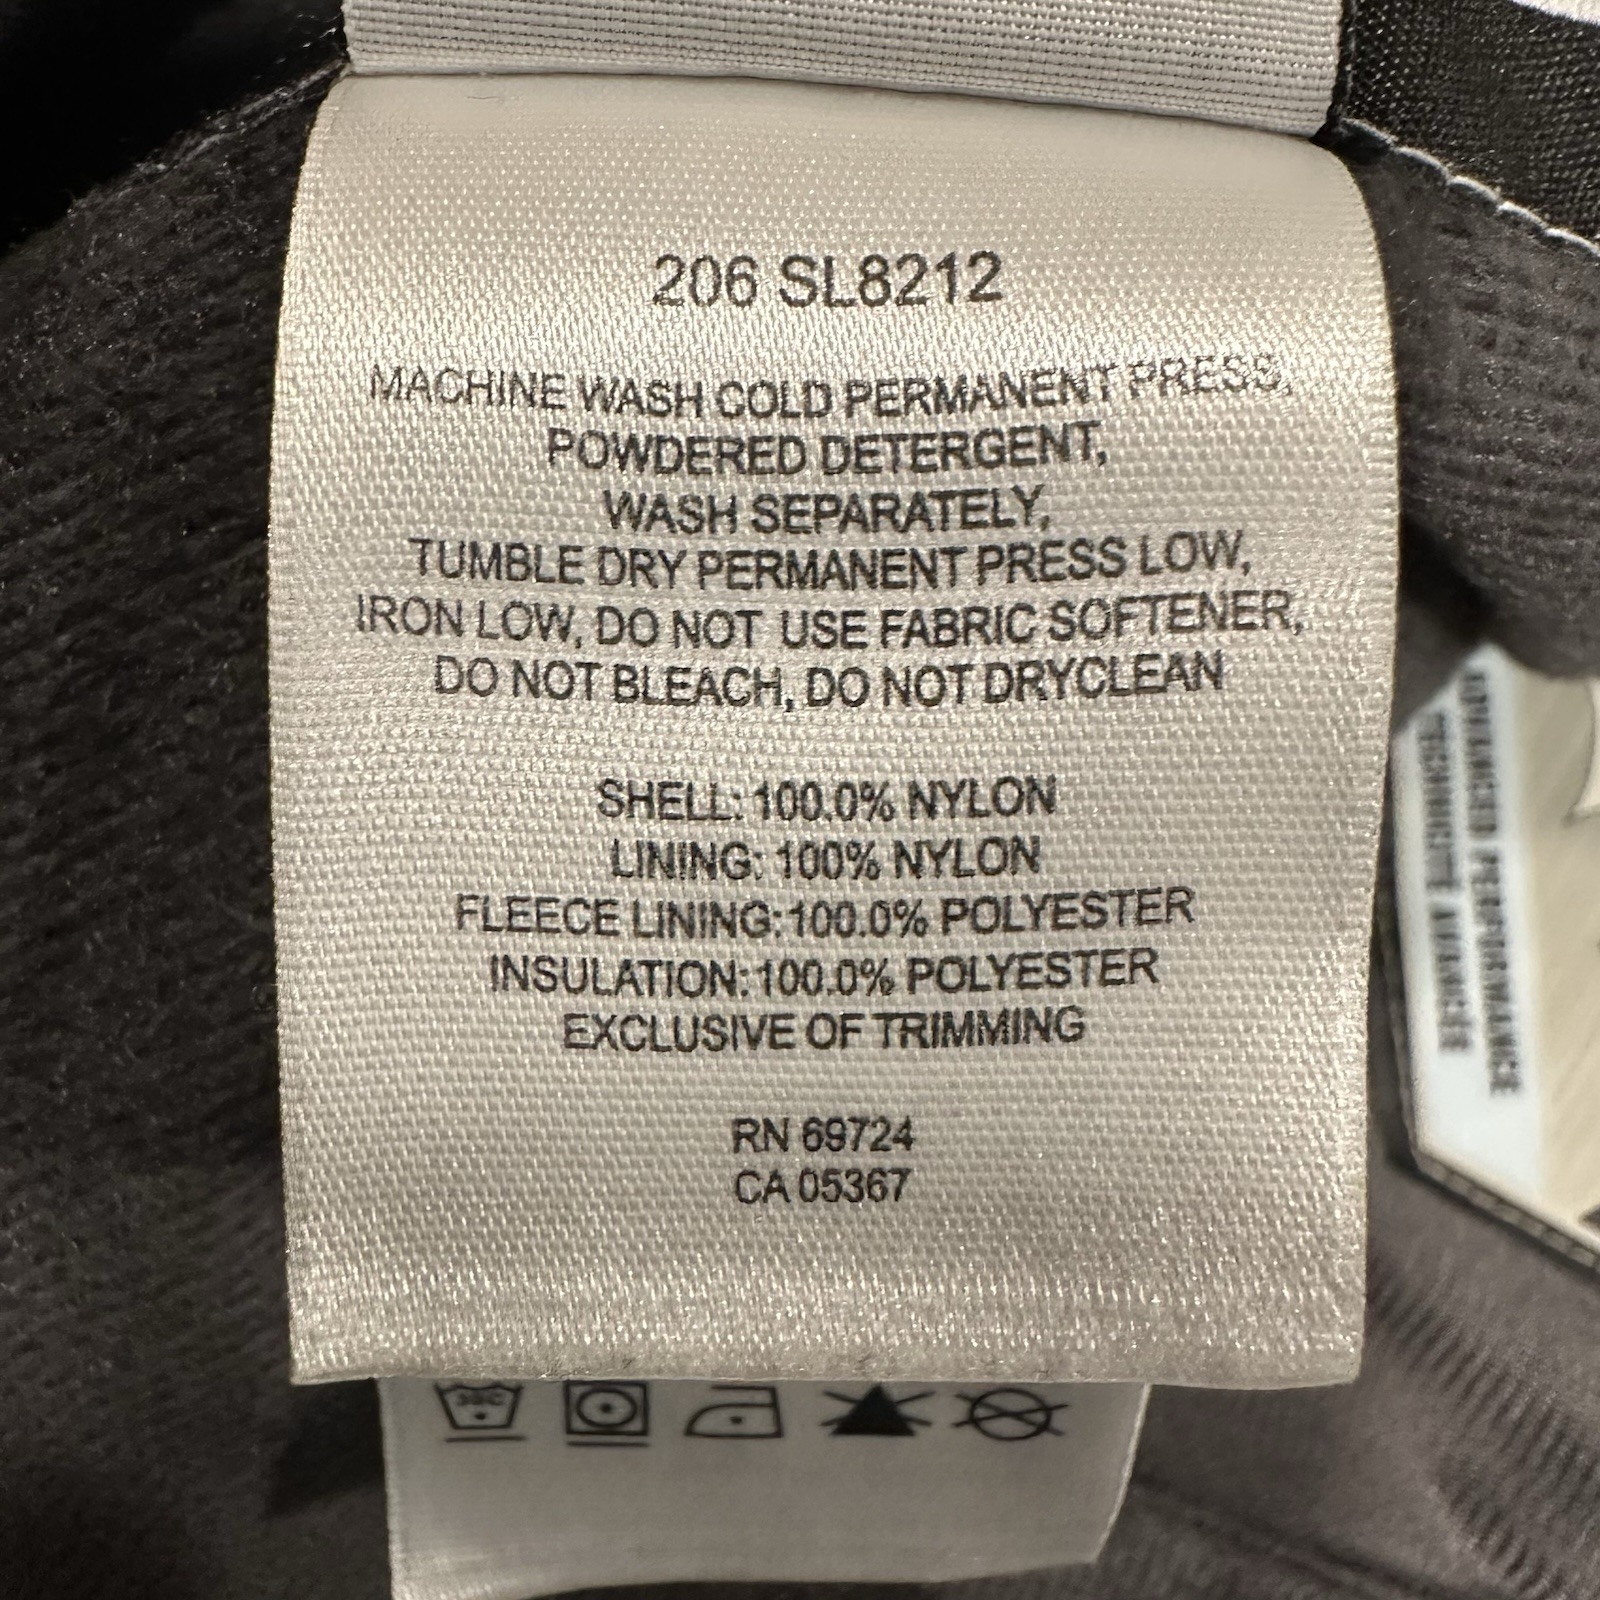 206 SL8212
MACHINE WASH COLD PERMANENT PRESS,
POWDERED DETERGENT,
WASH SEPARATELY,
TUMBLE DRY PERMANENT PRESS LOW,
IRON LOW, DO NOT USE FABRIC SOFTENER,
DO NOT BLEACH, DO NOT DRYCLEAN
SHELL: 100.0% NYLON
LINING: 100% NYLON
FLEECE LINING:100.0% POLYESTER
INSULATION:100.0% POLYESTER
EXCLUSIVE OF TRIMMING
RN 69724
CA 05367
30C
ADVANCED PERFORMANCE